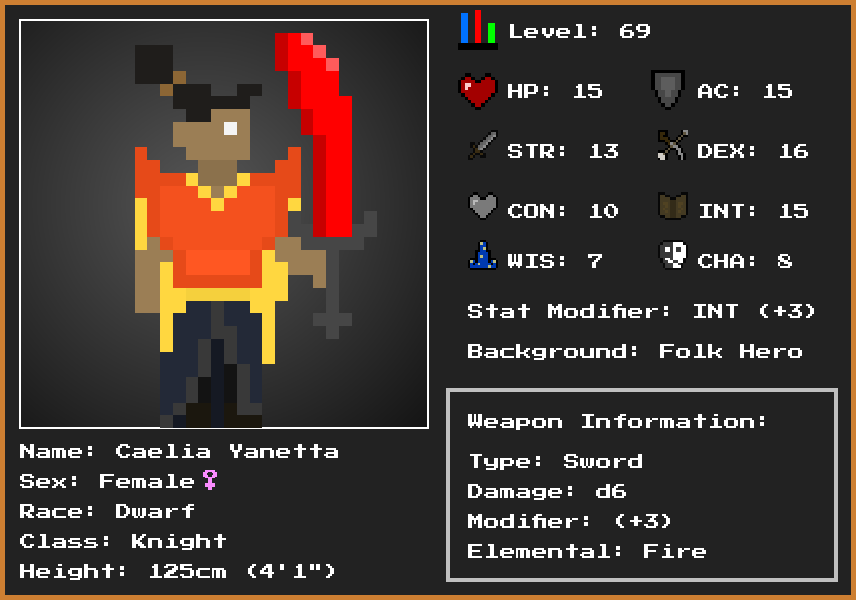 Level: 69
HP: 15
AC: 15
STR: 13
DEX: 16
CON: 10
INT: 15
WIS: 7
CHA: 8
Stat Modifier: INT (+3)
Background: Folk Hero
Weapon Information:
Type: Sword
Damage: d6
Modifier: (+3)
Elemental: Fire
Name: Caelia Yanetta
Sex: Female♀
Race: Dwarf
Class: Knight
Height: 125cm (4'1")